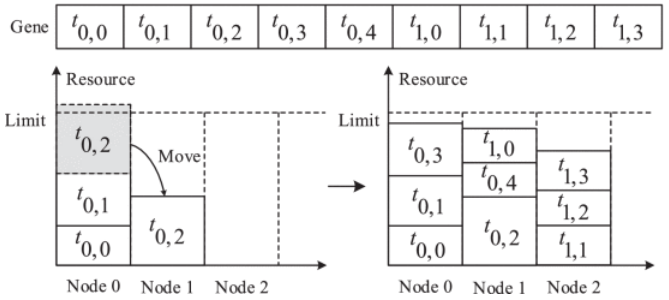 Gene t0,0 t0,1 t0,2 t0,3 t0,4 t1,0 t1,1 t1,2 t1,3
Resource
Limit
t0,2
Move
t0,1
t0,2
t0,0
Node 0 Node 1 Node 2
Resource
Limit
t0,3
t1,0
t0,4
t1,3
t0,1
t1,2
t0,2
t0,0
t1,1
Node 0 Node 1 Node 2